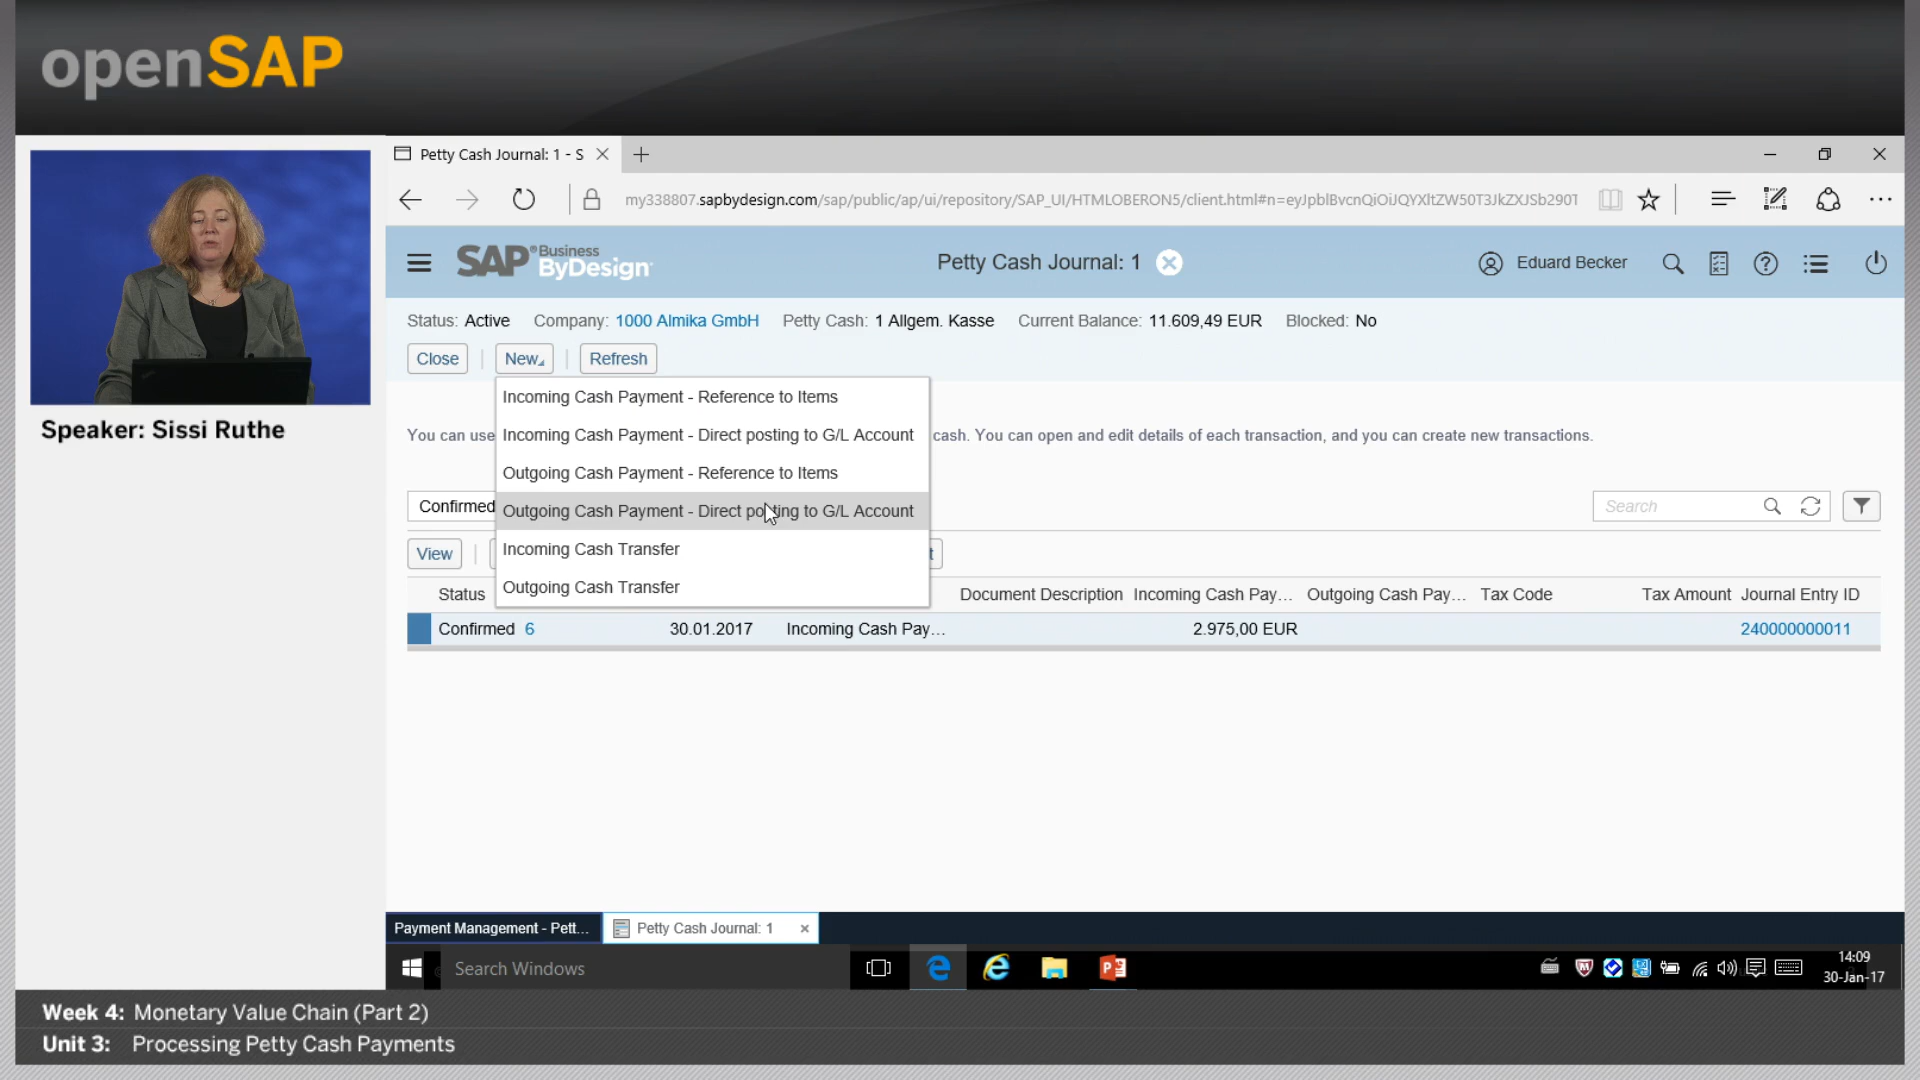 openSAP
Petty Cash Journal: 1 - S
my338807.sapbydesign.com/sap/public/ap/ui/repository/SAP_UI/HTMLOBERON5/client.html#n=
SAP® Business ByDesign
Petty Cash Journal: 1
Eduard Becker
Status: Active Company: 1000 Almika GmbH Petty Cash: 1 Allgem. Kasse Current Balance: 11.609,49 EUR Blocked: No
Close New Refresh
Incoming Cash Payment - Reference to Items
You can use
Incoming Cash Payment - Direct posting to G/L Account
cash. You can open and edit details of each transaction, and you can create new transactions.
Outgoing Cash Payment - Reference to Items
Confirmed
Outgoing Cash Payment - Direct posting to G/L Account
Search
Incoming Cash Transfer
View
Outgoing Cash Transfer
Status Document Description Incoming Cash Pay... Outgoing Cash Pay... Tax Code Tax Amount Journal Entry ID
Confirmed 6 30.01.2017 Incoming Cash Pay... 2.975,00 EUR 240000000011
Speaker: Sissi Ruthe
Payment Management - Pett... Petty Cash Journal: 1
Search Windows
14:09
30-Jan-17
Week 4: Monetary Value Chain (Part 2)
Unit 3: Processing Petty Cash Payments